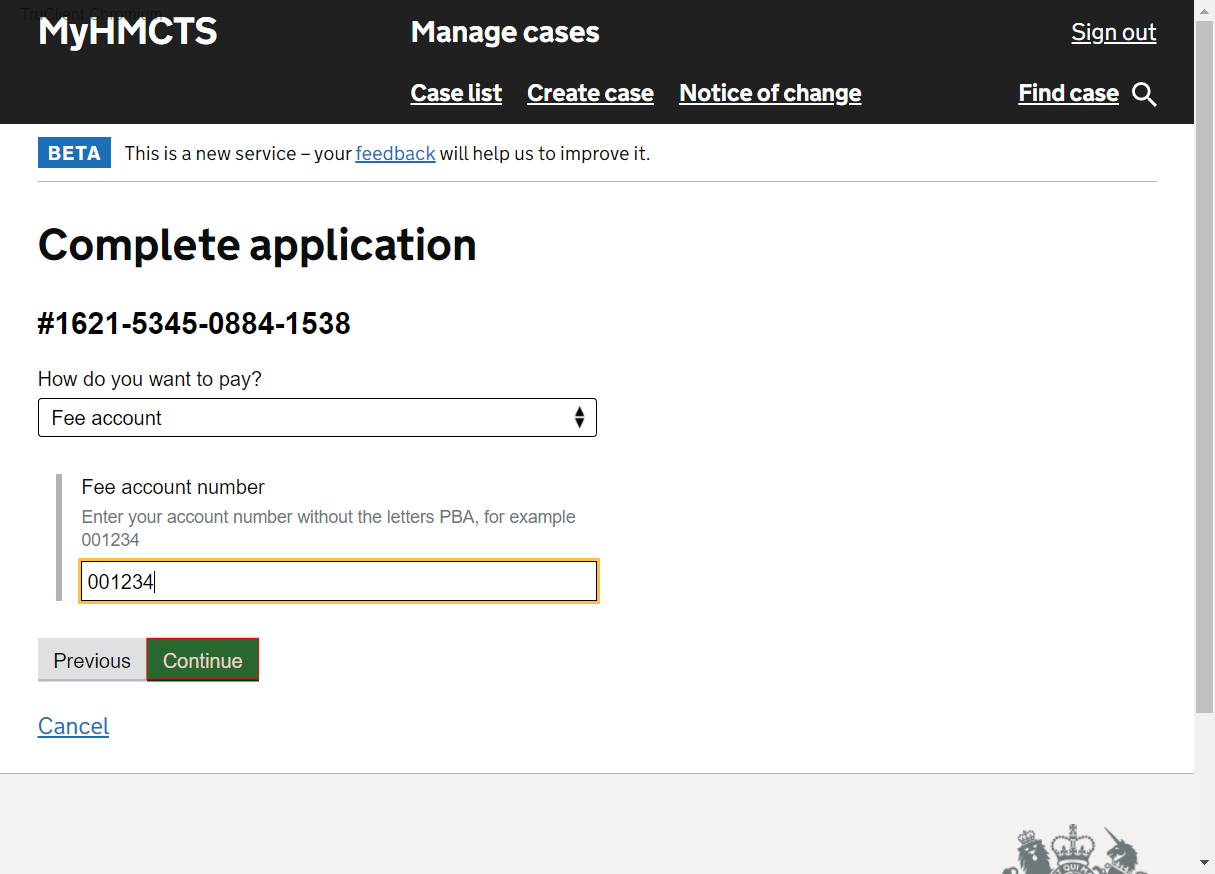 TruClient Chromium
MyHMCTS
Manage cases
Sign out
Case list Create case Notice of change Find case
BETA This is a new service – your feedback will help us to improve it.
Complete application
#1621-5345-0884-1538
How do you want to pay?
Fee account
Fee account number
Enter your account number without the letters PBA, for example
001234
001234
Previous Continue
Cancel